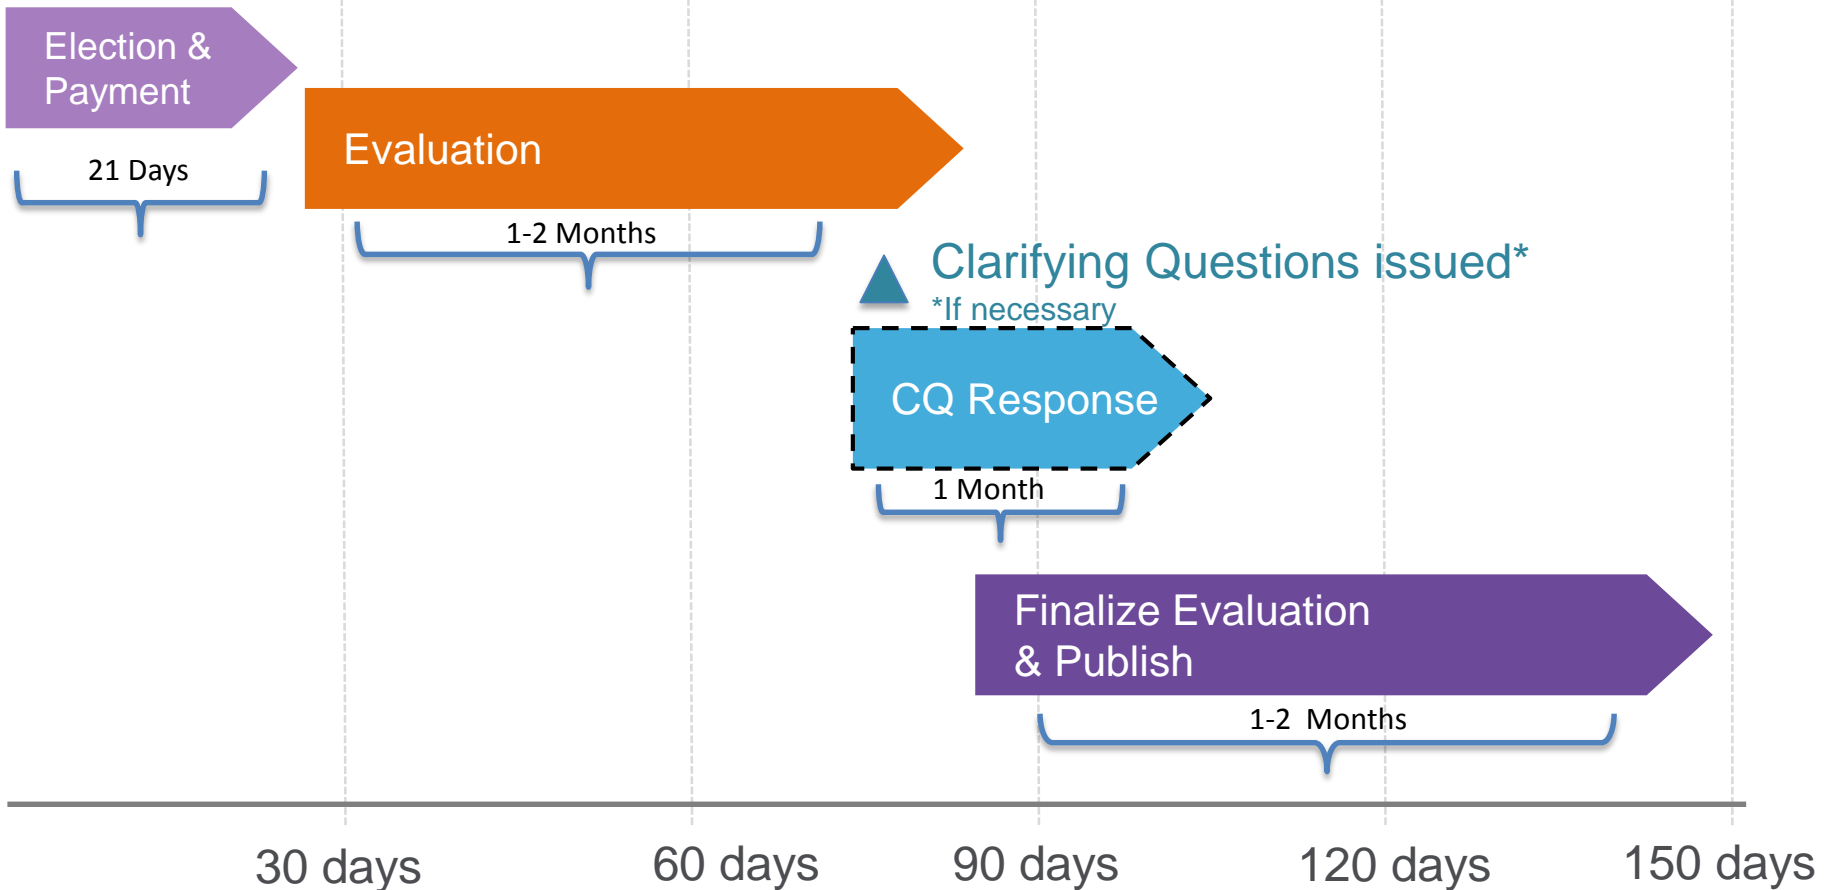 Election &
Payment
21 Days
Evaluation
1-2 Months
Clarifying Questions issued*
*If necessary
CQ Response
1 Month
Finalize Evaluation
& Publish
1-2 Months
30 days
60 days
90 days
120 days
150 days